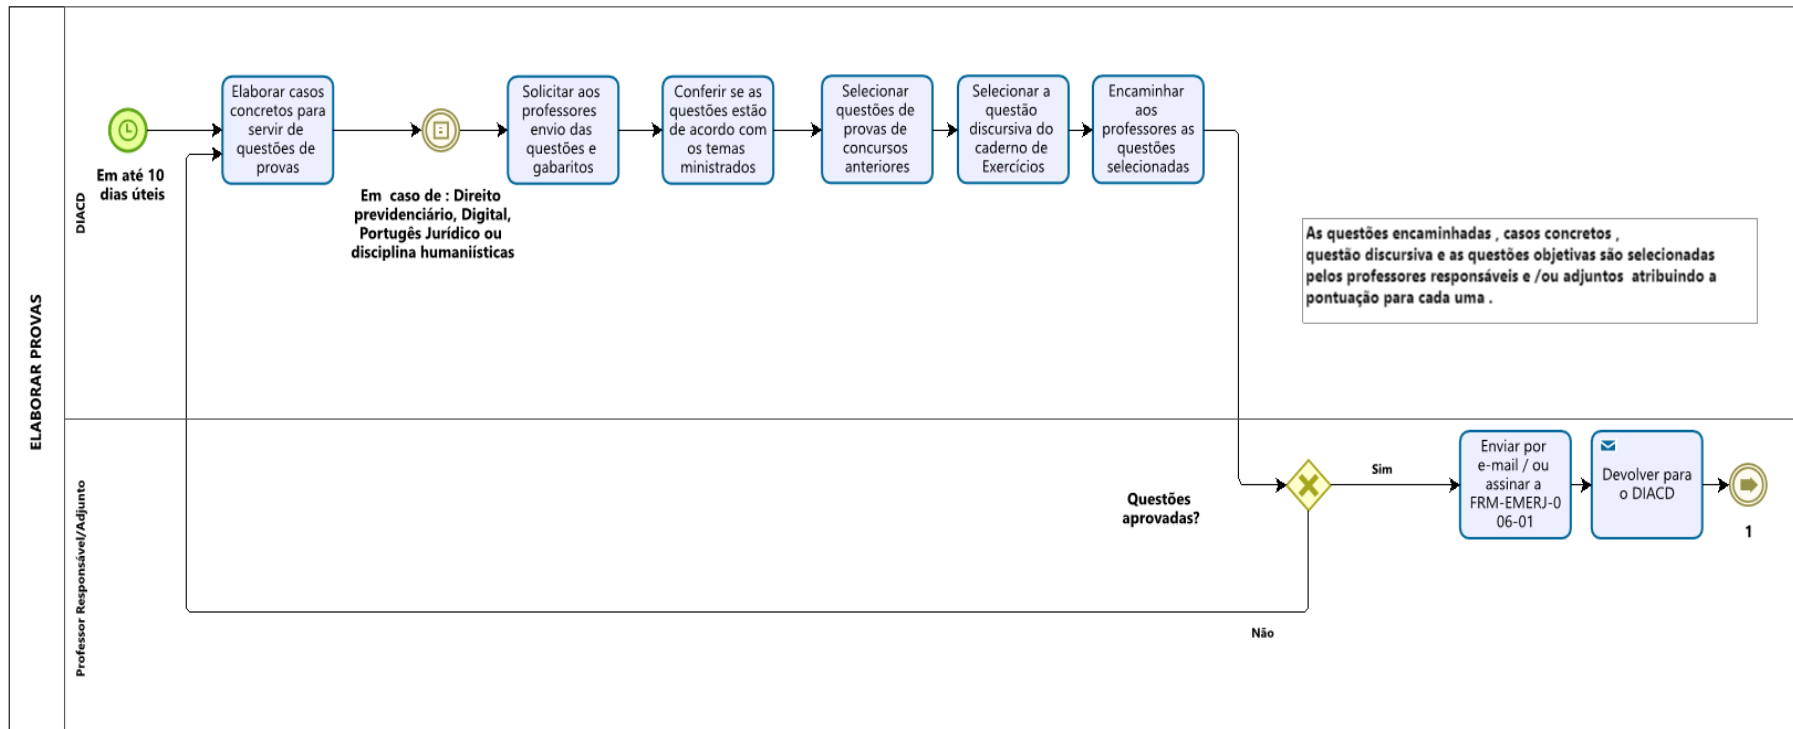 ELABORAR PROVAS
DIACD
Em até 10
dias úteis
Elaborar casos
concretos para
servir de
questões de
provas
Em  caso de : Direito
previdenciário, Digital,
Portugês Jurídico ou
disciplina humaniísticas
Solicitar aos
professores
envio das
questões e
gabaritos
Conferir se as
questões estão
de acordo com
os temas
ministrados
Selecionar
questões de
provas de
concursos
anteriores
Selecionar a
questão
discursiva do
caderno de
Exercícios
Encaminhar
aos
professores as
questões
selecionadas
As questões encaminhadas , casos concretos ,
questão discursiva e as questões objetivas são selecionadas
pelos professores responsáveis e /ou adjuntos  atribuindo a
pontuação para cada uma .
Professor Responsável/Adjunto
Questões
aprovadas?
Sim
Não
Enviar por
e-mail / ou
assinar a
FRM-EMERJ-0
06-01
Devolver para
o DIACD
1